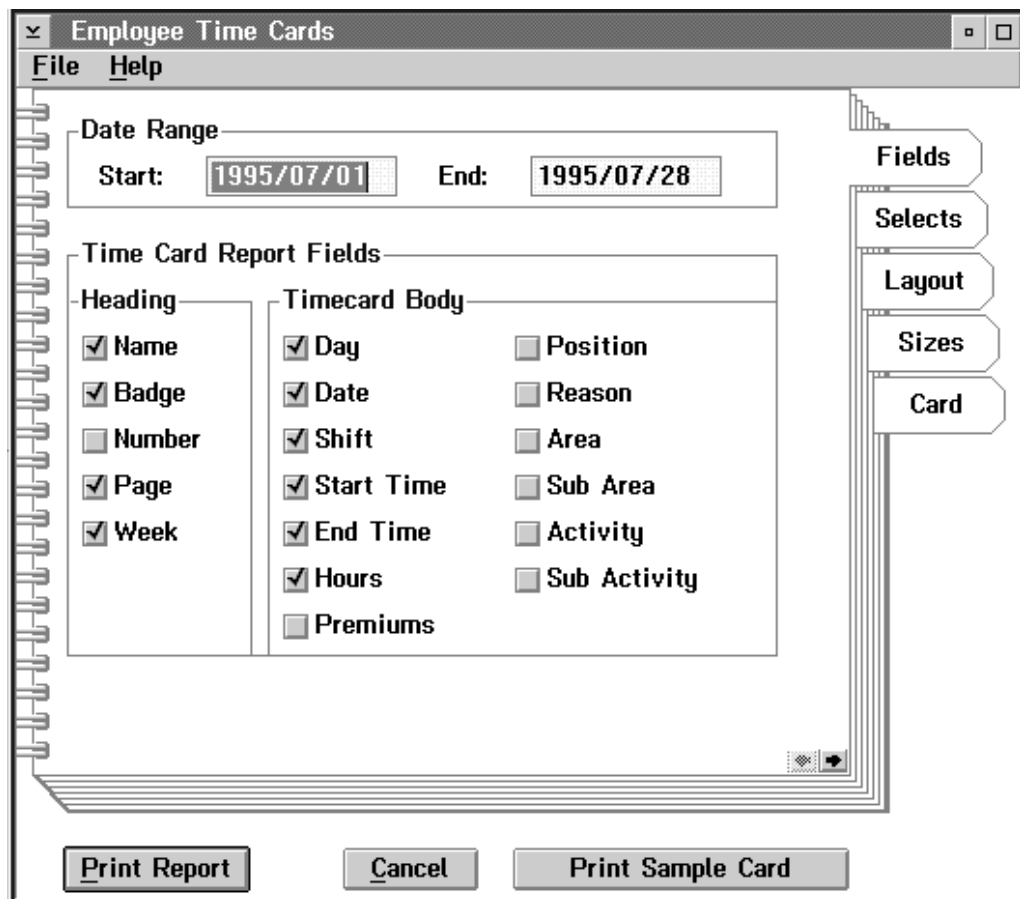 Employee Time Cards
File Help
Date Range
Start: 1995/07/01 End: 1995/07/28
Fields
Selects
Layout
Sizes
Card
Time Card Report Fields
Heading Timecard Body
Name Day Position
Badge Date Reason
Number Shift Area
Page Start Time Sub Area
Week End Time Activity
Hours Sub Activity
Premiums
Print Report Cancel Print Sample Card